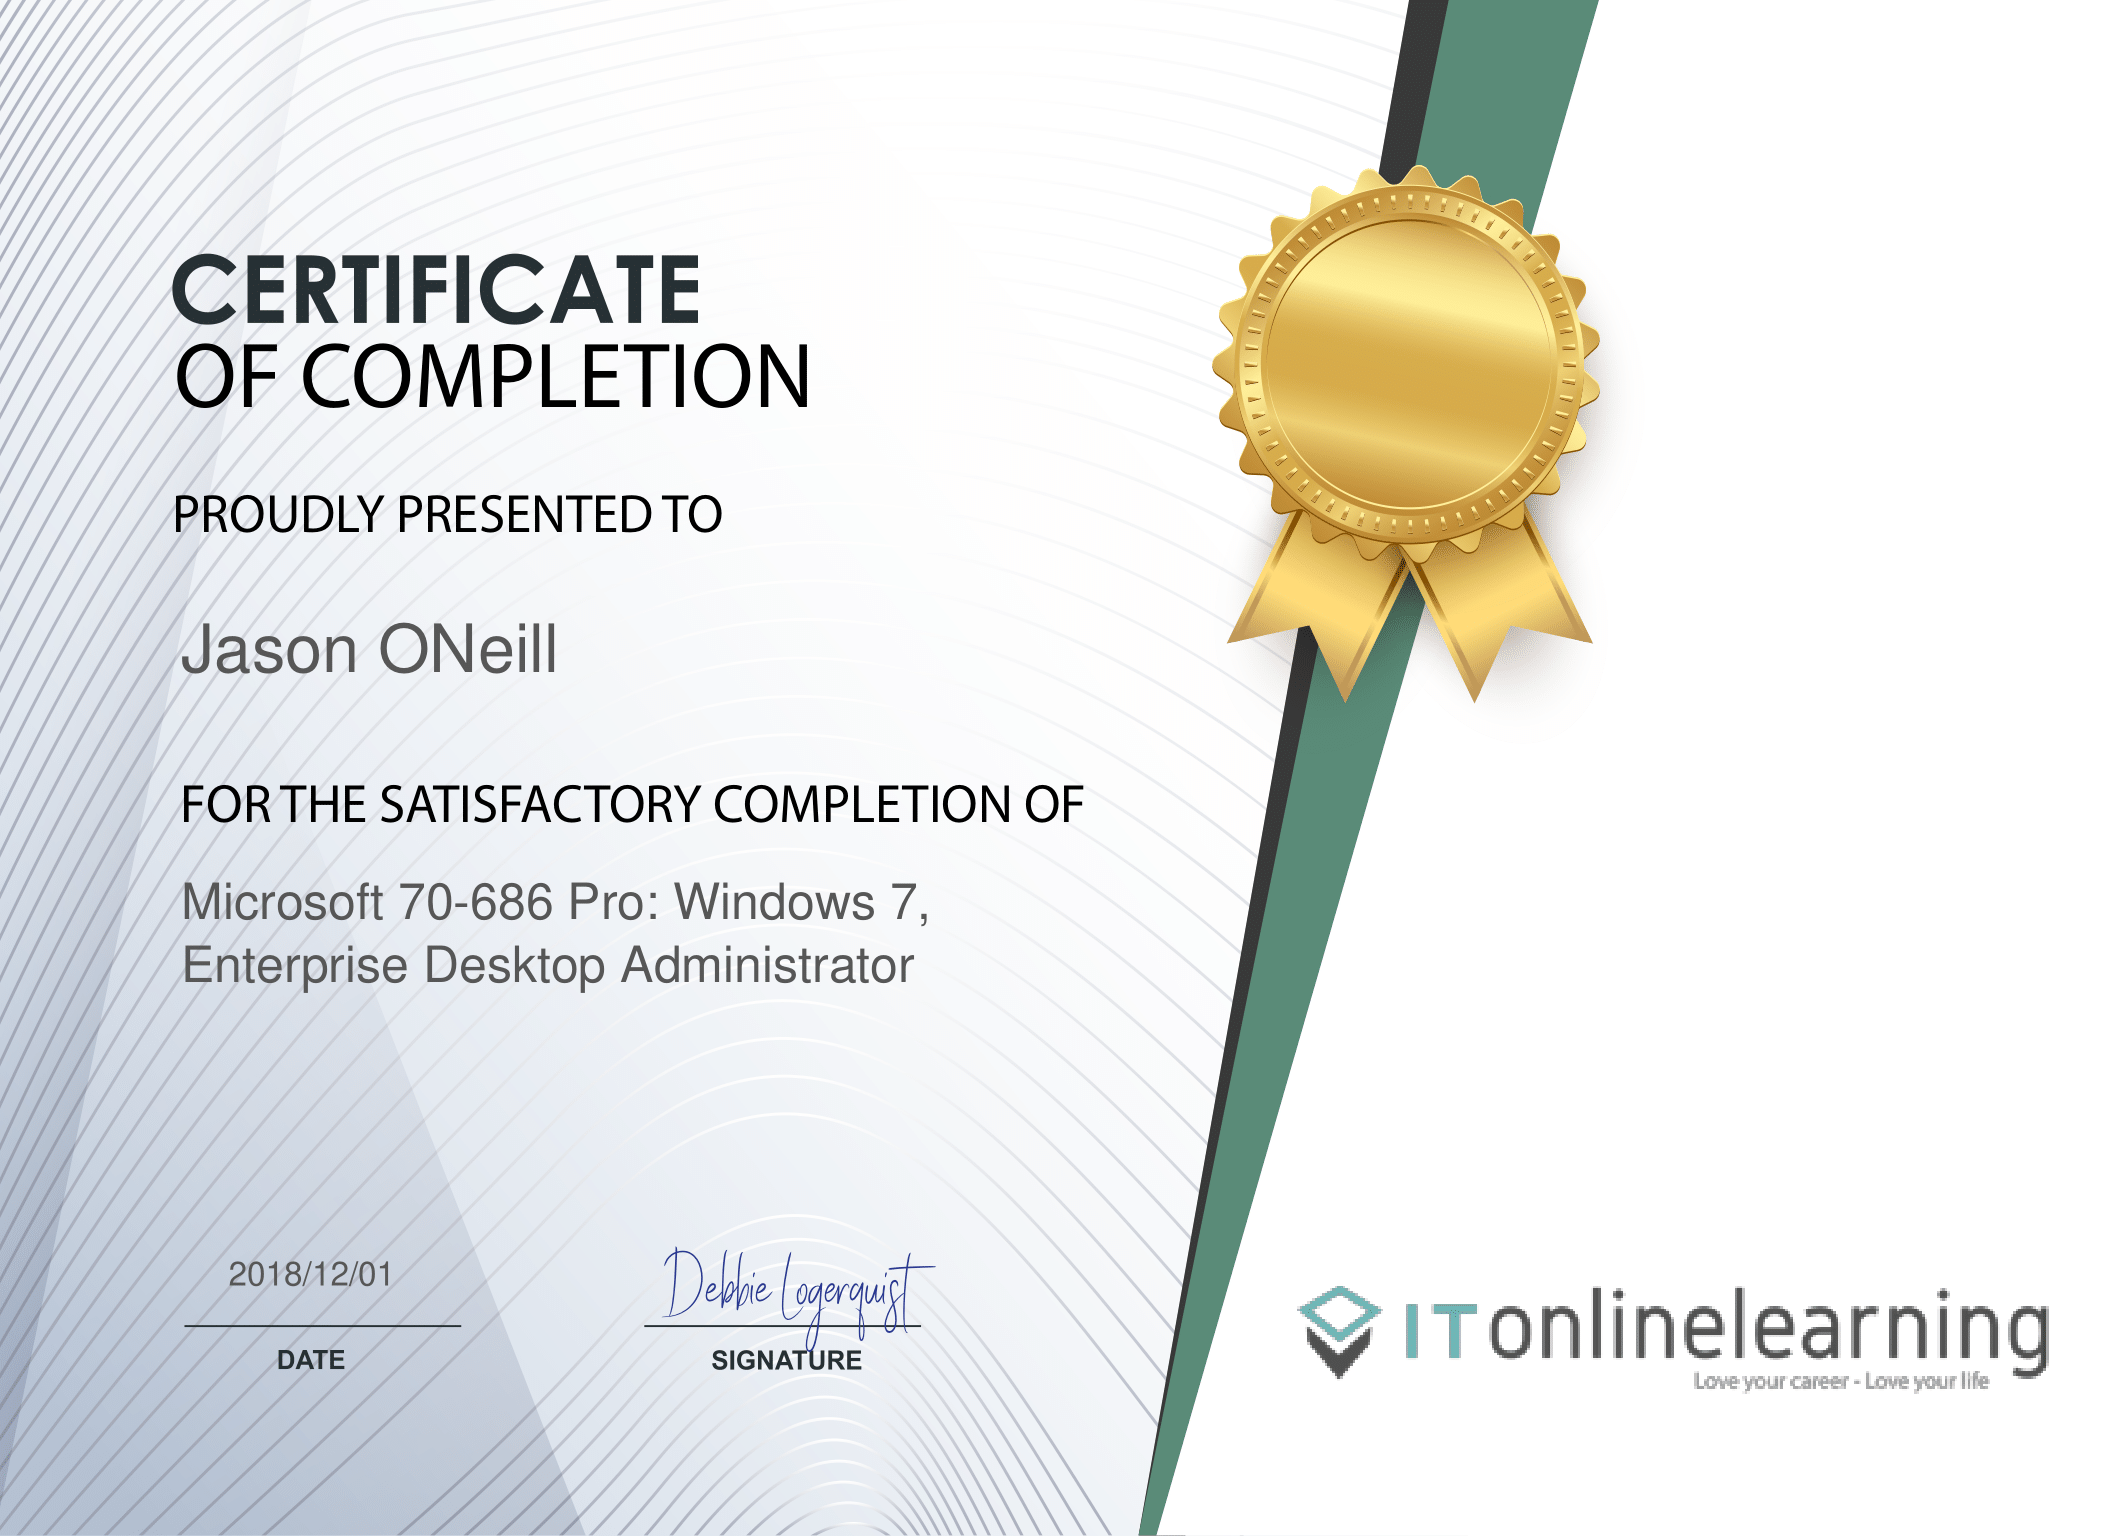 CERTIFICATE
OF COMPLETION
PROUDLY PRESENTED TO
Jason ONeill
FOR THE SATISFACTORY COMPLETION OF
Microsoft 70-686 Pro: Windows 7,
Enterprise Desktop Administrator
2018/12/01
DATE
Debbie Logerquist
SIGNATURE
ITonlinelearning
Love your career - Love your life